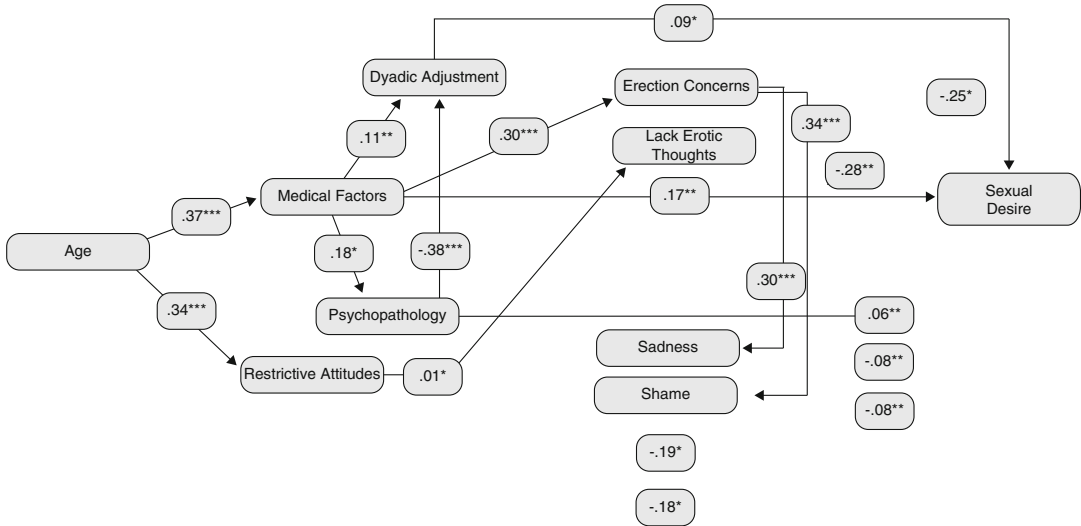 .09*
Dyadic Adjustment
Erection Concerns
-.25*
.34***
.11**
.30***
Lack Erotic
Thoughts
-.28**
Medical Factors
.17**
Sexual
Desire
.37***
Age
.18*
-.38***
.30***
.34***
Psychopathology
.06**
Sadness
-.08**
Restrictive Attitudes
.01*
Shame
-.08**
-.19*
-.18*